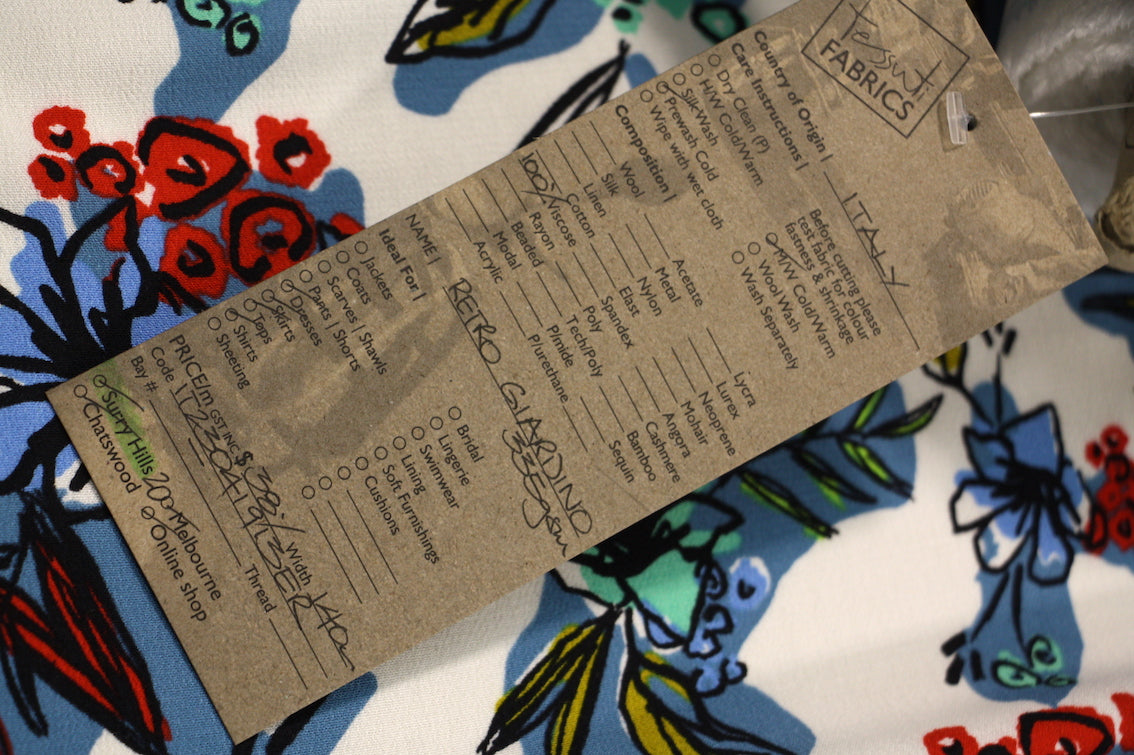 Tessuti
FABRICS
Country of Origin | ITALY
Care Instructions |
Dry Clean (P)
H/W Cold/Warm
Silk Wash
Prewash Cold
Wipe with wet cloth
Before cutting please
test fabric for colour
fastness & shrinkage
M/W Cold/Warm
Wool Wash
Wash Separately
Composition |
Wool
Silk
Linen
Cotton
100% Viscose
Rayon
Beaded
Modal
Acrylic
Acetate
Metal
Nylon
Elast
Spandex
Poly
Tech/Poly
P/mide
P/urethane
Lycra
Lurex
Neoprene
Mohair
Angora
Cashmere
Bamboo
Sequin
NAME | RETRO GIARDINO
Ideal For |
Jackets
Coats
Scarves | Shawls
Pants | Shorts
Dresses
Skirts
Tops
Shirts
Sheeting
Bridal
Lingerie
Swimwear
Lining
Soft Furnishings
Cushions
PRICE/m GST INC $ Width
Code
Bay # Thread
Surry Hills Melbourne
Chatswood Online shop